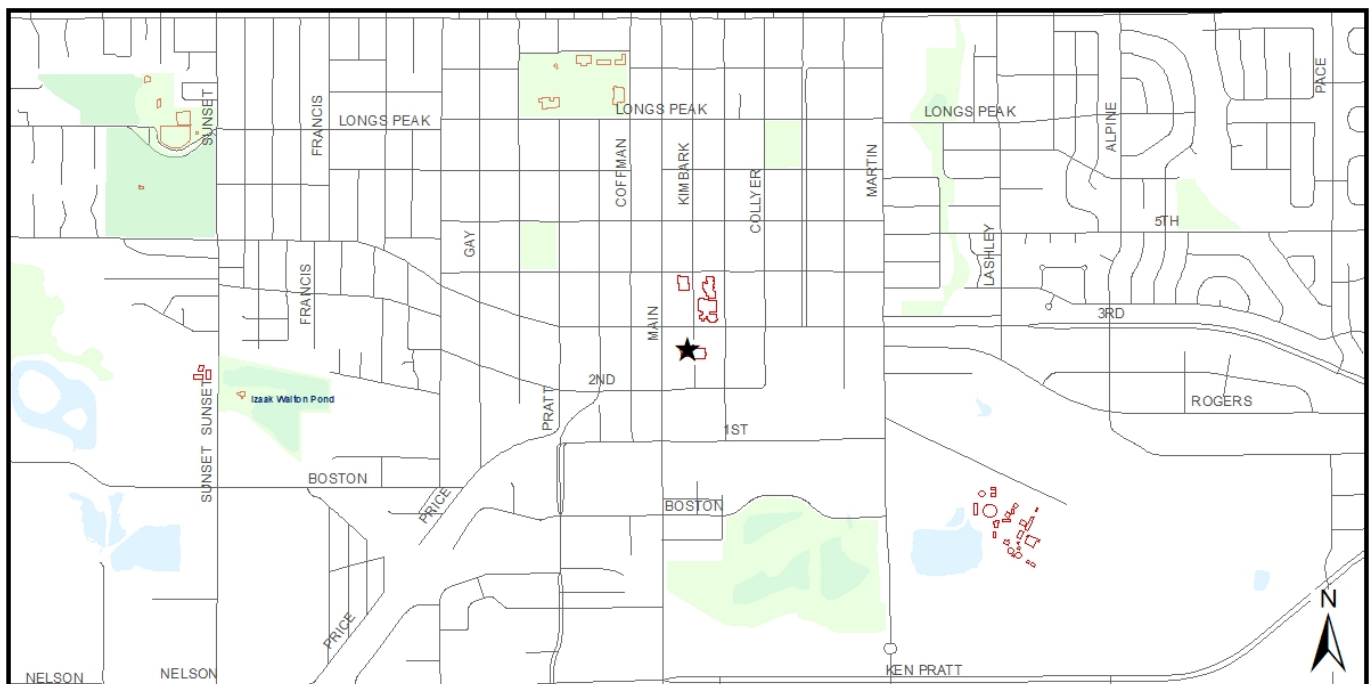 PACE
SUNSET
FRANCIS
LONGS PEAK
LONGS PEAK
LONGS PEAK
ALPINE
COFFMAN
KIMBARK
COLLYER
MARTIN
5TH
GAY
LASHLEY
FRANCIS
MAIN
3RD
2ND
SUNSET
Izaak Walton Pond
PRATT
ROGERS
1ST
SUNSET
BOSTON
PRICE
BOSTON
N
PRICE
NELSON
NELSON
KEN PRATT